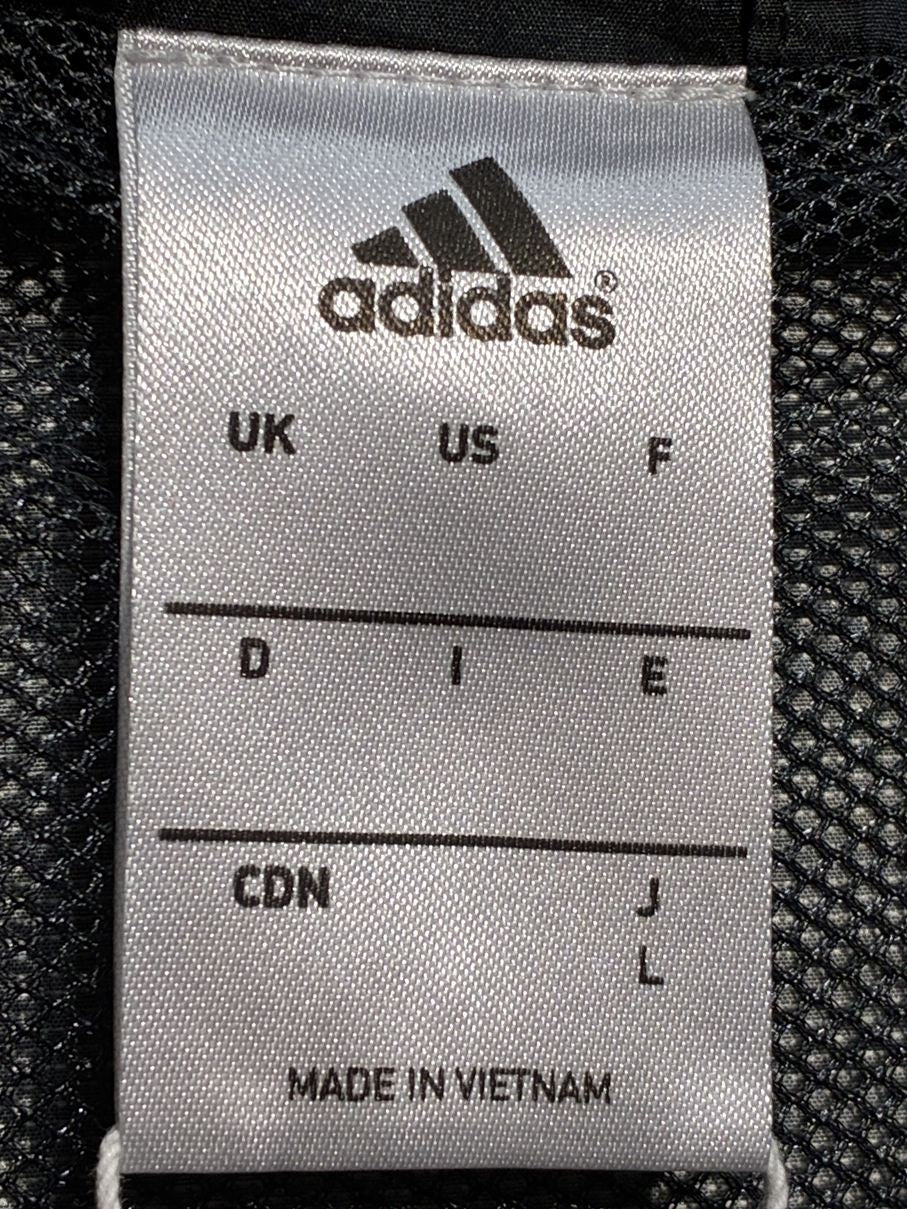 adidas®
UK US F
D I E
CDN J
L
MADE IN VIETNAM